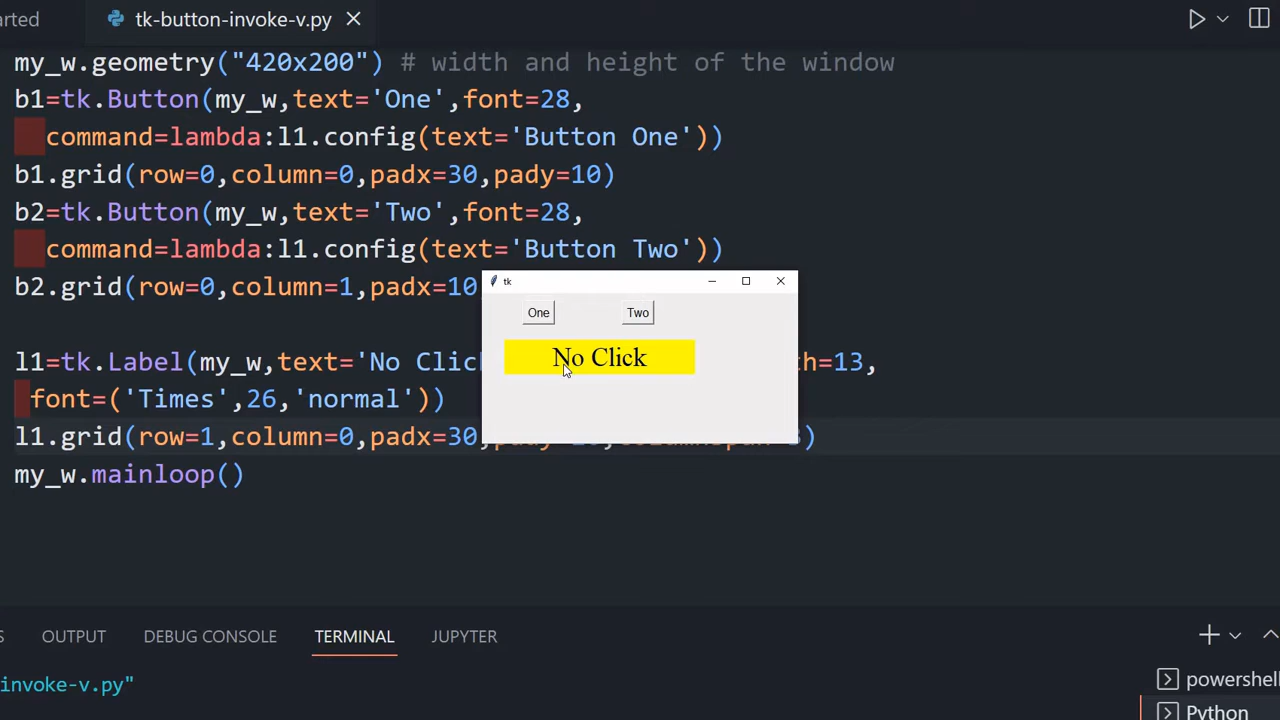 arted
tk-button-invoke-v.py
my_w.geometry("420x200") # width and height of the window
b1=tk.Button(my_w,text='One',font=28,
command=lambda:l1.config(text='Button One'))
b1.grid(row=0,column=0,padx=30,pady=10)
b2=tk.Button(my_w,text='Two',font=28,
command=lambda:l1.config(text='Button Two'))
b2.grid(row=0,column=1,padx=10
tk
One
Two
No Click
l1=tk.Label(my_w,text='No Clic
h=13,
font=('Times',26,'normal'))
l1.grid(row=1,column=0,padx=30,
)
my_w.mainloop()
OUTPUT
DEBUG CONSOLE
TERMINAL
JUPYTER
invoke-v.py"
powershell
Python